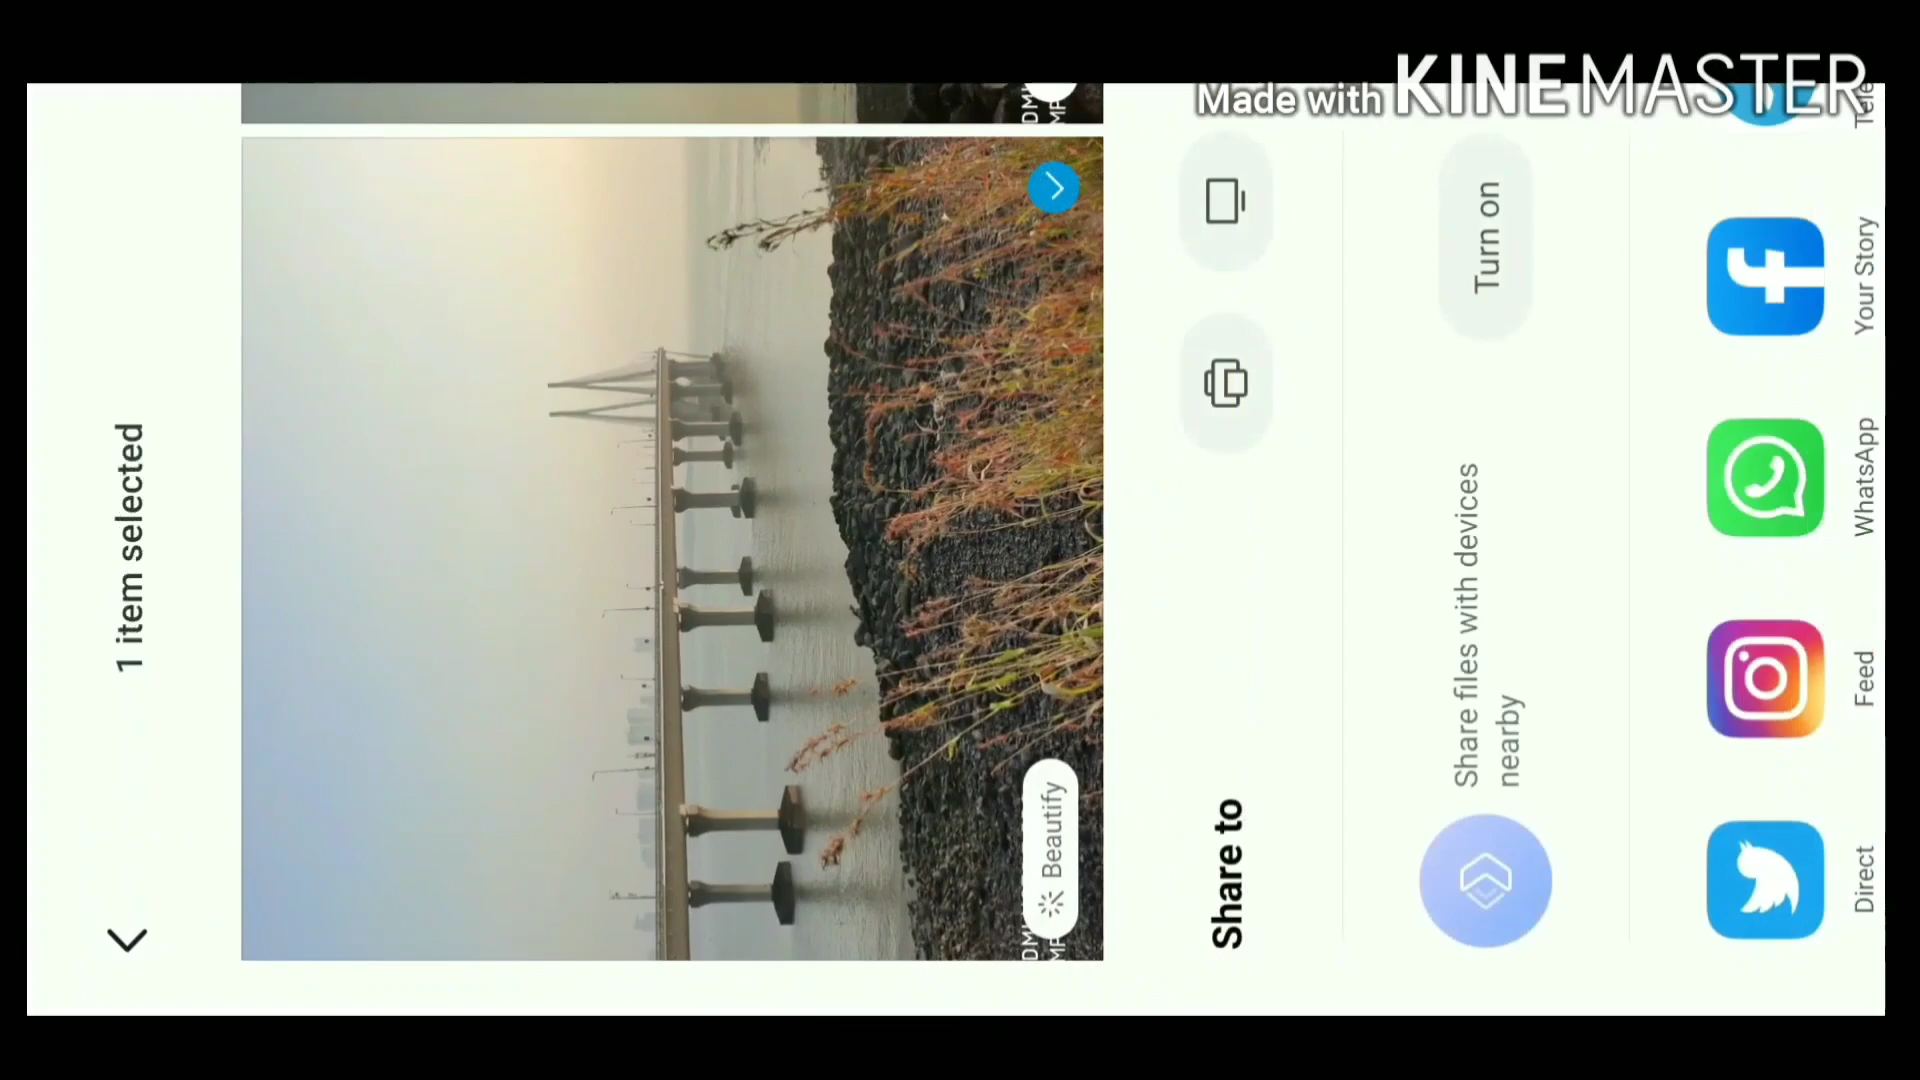 Made with KINEMASTER
1 item selected
Beautify
Share to
Share files with devices
nearby
Turn on
Direct
Feed
WhatsApp
Your Story